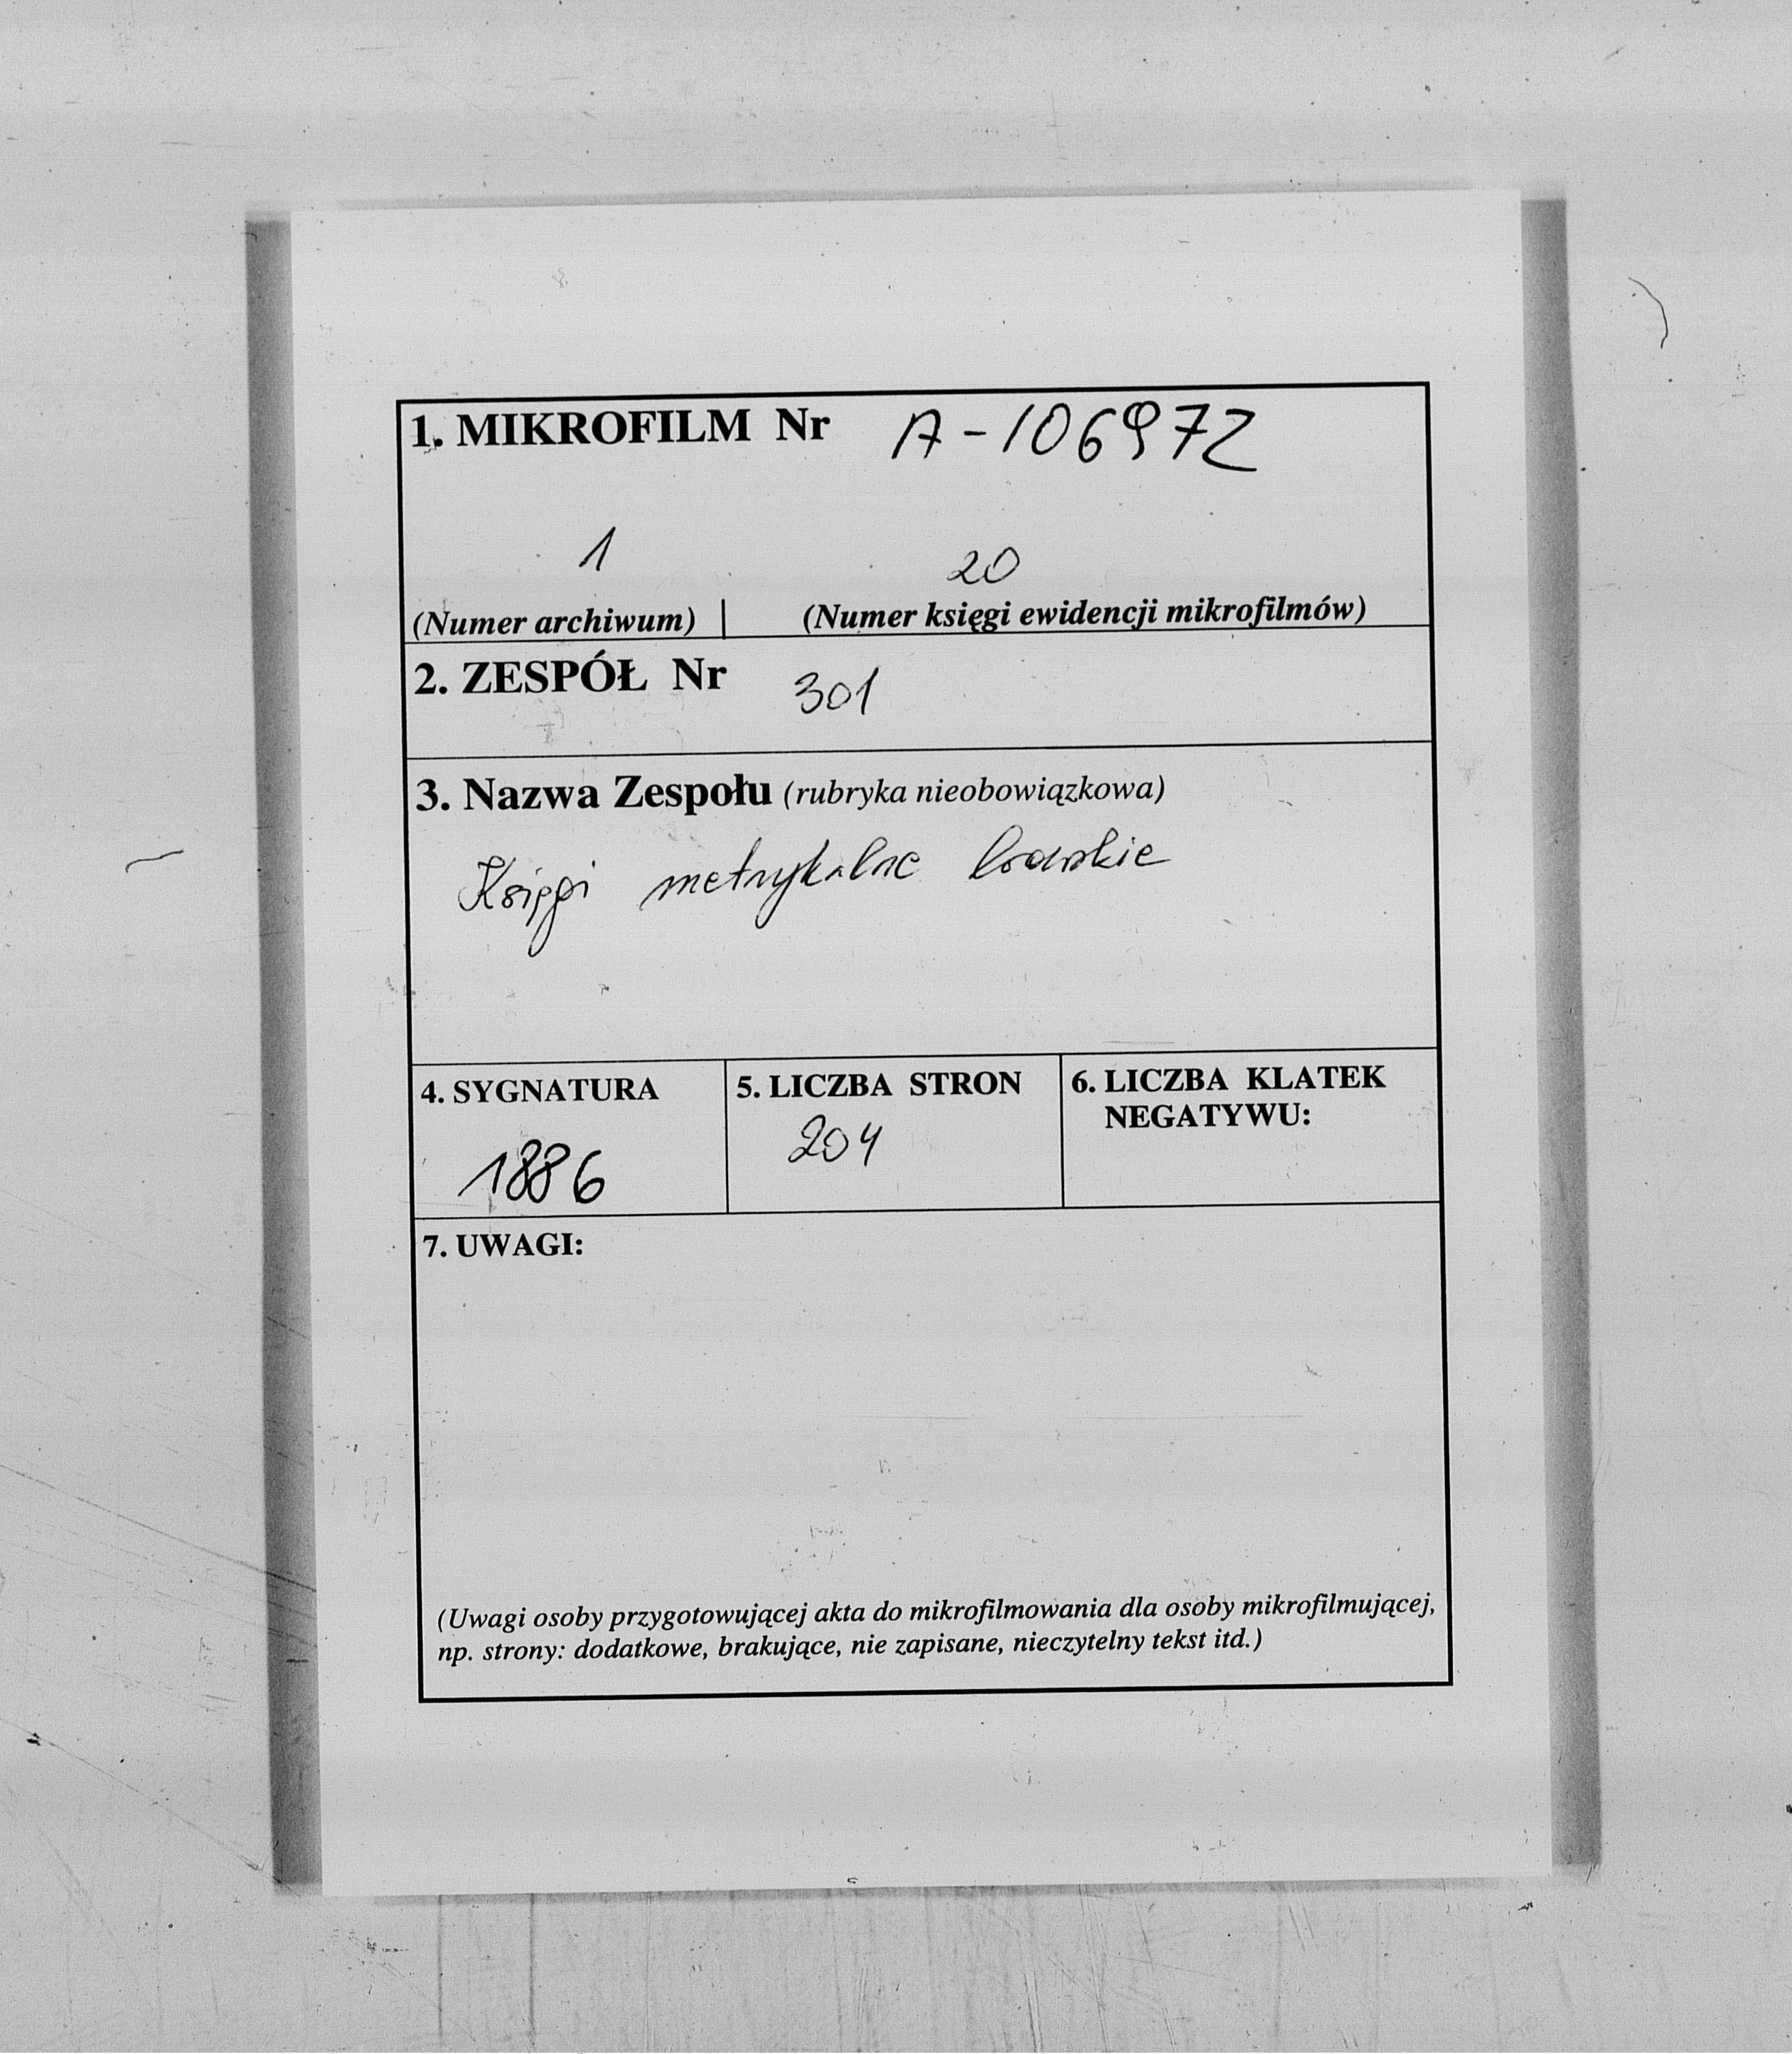 1. MIKROFILM Nr A-106972
1 20
(Numer archiwum) | (Numer księgi ewidencji mikrofilmów)
2. ZESPÓŁ Nr 301
3. Nazwa Zespołu (rubryka nieobowiązkowa)
Księgi metrykalne
4. SYGNATURA
1886
5. LICZBA STRON
204
6. LICZBA KLATEK
NEGATYWU:
7. UWAGI:
(Uwagi osoby przygotowującej akta do mikrofilmowania dla osoby mikrofilmującej,
np. strony: dodatkowe, brakujące, nie zapisane, nieczytelny tekst itd.)